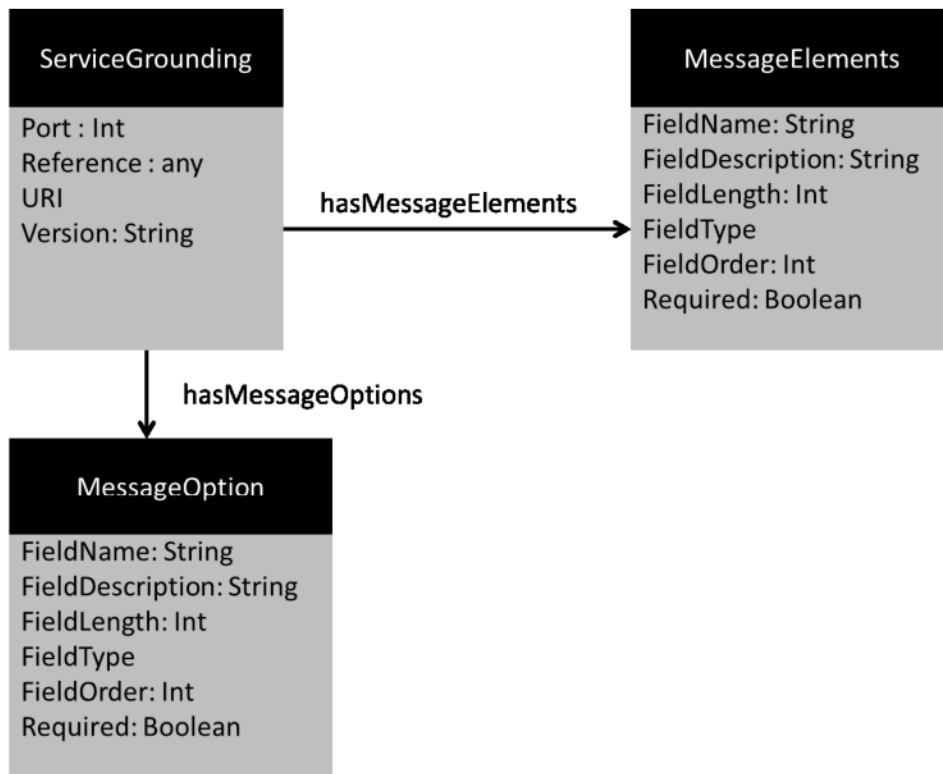 ServiceGrounding
Port : Int
Reference : any
URI
Version: String
hasMessageElements
MessageElements
FieldName: String
FieldDescription: String
FieldLength: Int
FieldType
FieldOrder: Int
Required: Boolean
hasMessageOptions
MessageOption
FieldName: String
FieldDescription: String
FieldLength: Int
FieldType
FieldOrder: Int
Required: Boolean